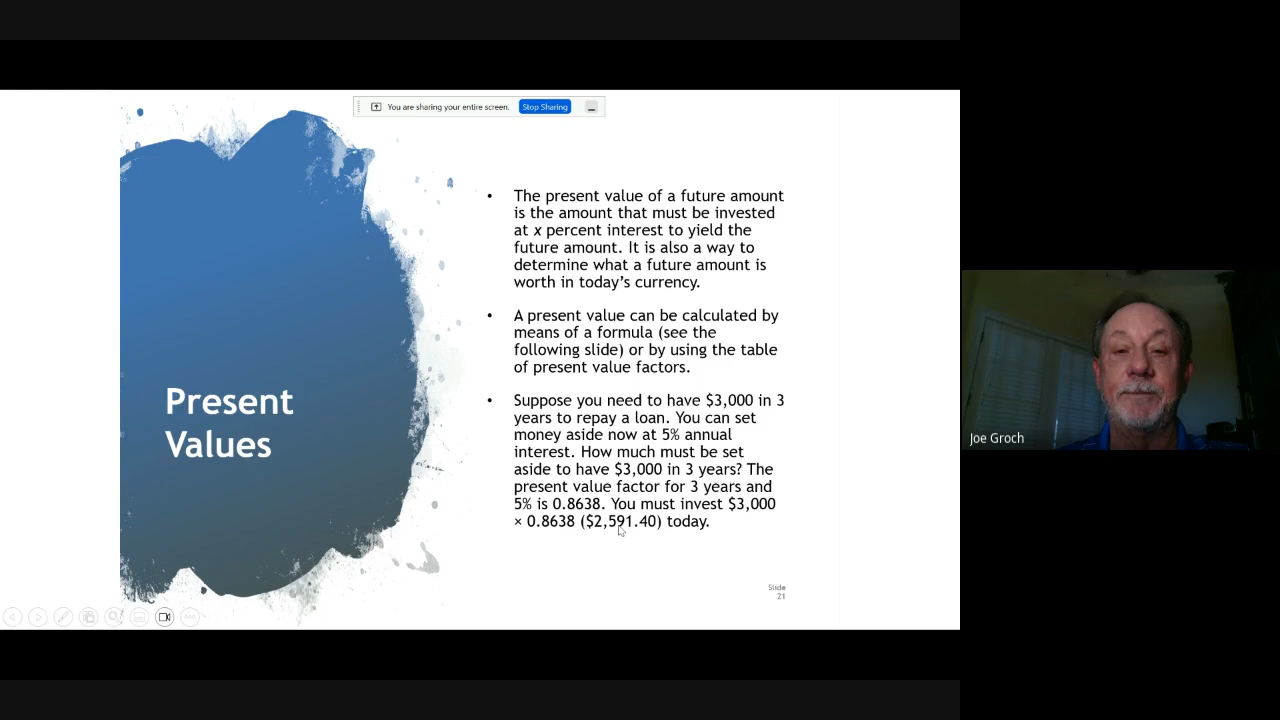 You are sharing your entire screen.
Stop Sharing
Present
Values
• The present value of a future amount
is the amount that must be invested
at x percent interest to yield the
future amount. It is also a way to
determine what a future amount is
worth in today’s currency.
• A present value can be calculated by
means of a formula (see the
following slide) or by using the table
of present value factors.
• Suppose you need to have $3,000 in 3
years to repay a loan. You can set
money aside now at 5% annual
interest. How much must be set
aside to have $3,000 in 3 years? The
present value factor for 3 years and
5% is 0.8638. You must invest $3,000
× 0.8638 ($2,591.40) today.
Slide
21
Joe Groch